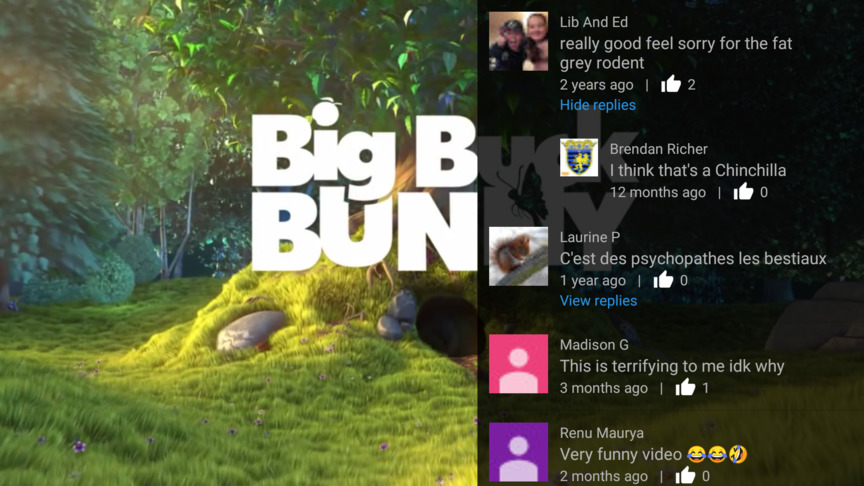 Big Buck
BUNNY
Lib And Ed
really good feel sorry for the fat
grey rodent
2 years ago | 2
Hide replies
Brendan Richer
I think that's a Chinchilla
12 months ago | 0
Laurine P
C'est des psychopathes les bestiaux
1 year ago | 0
View replies
Madison G
This is terrifying to me idk why
3 months ago | 1
Renu Maurya
Very funny video 😂😂🤣
2 months ago | 0